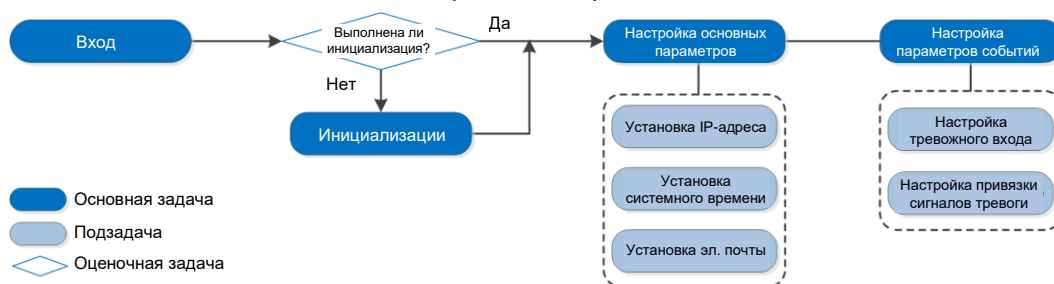 Вход
Выполнена ли
инициализация?
Да
Нет
Инициализации
Настройка основных
параметров
Установка IP-адреса
Установка
системного времени
Установка эл. почты
Настройка
параметров событий
Настройка
тревожного входа
Настройка привязки
сигналов тревоги
Основная задача
Подзадача
Оценочная задача